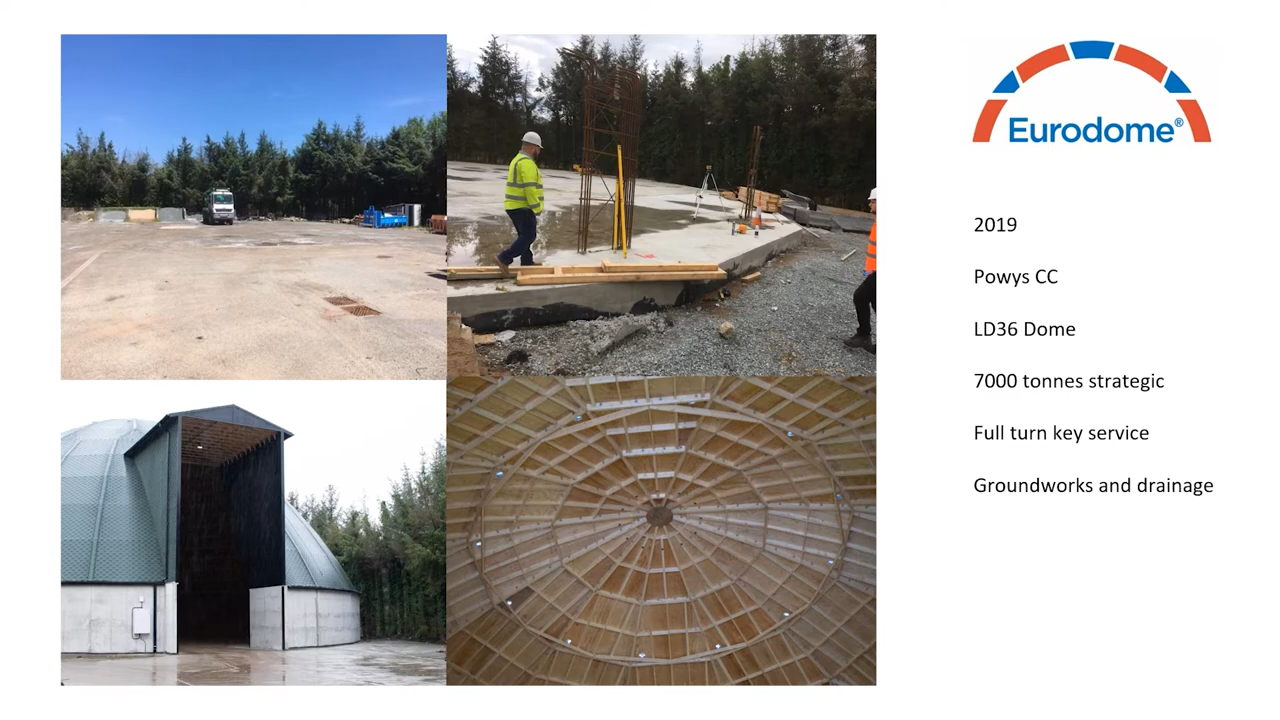 Eurodome®
2019
Powys CC
LD36 Dome
7000 tonnes strategic
Full turn key service
Groundworks and drainage